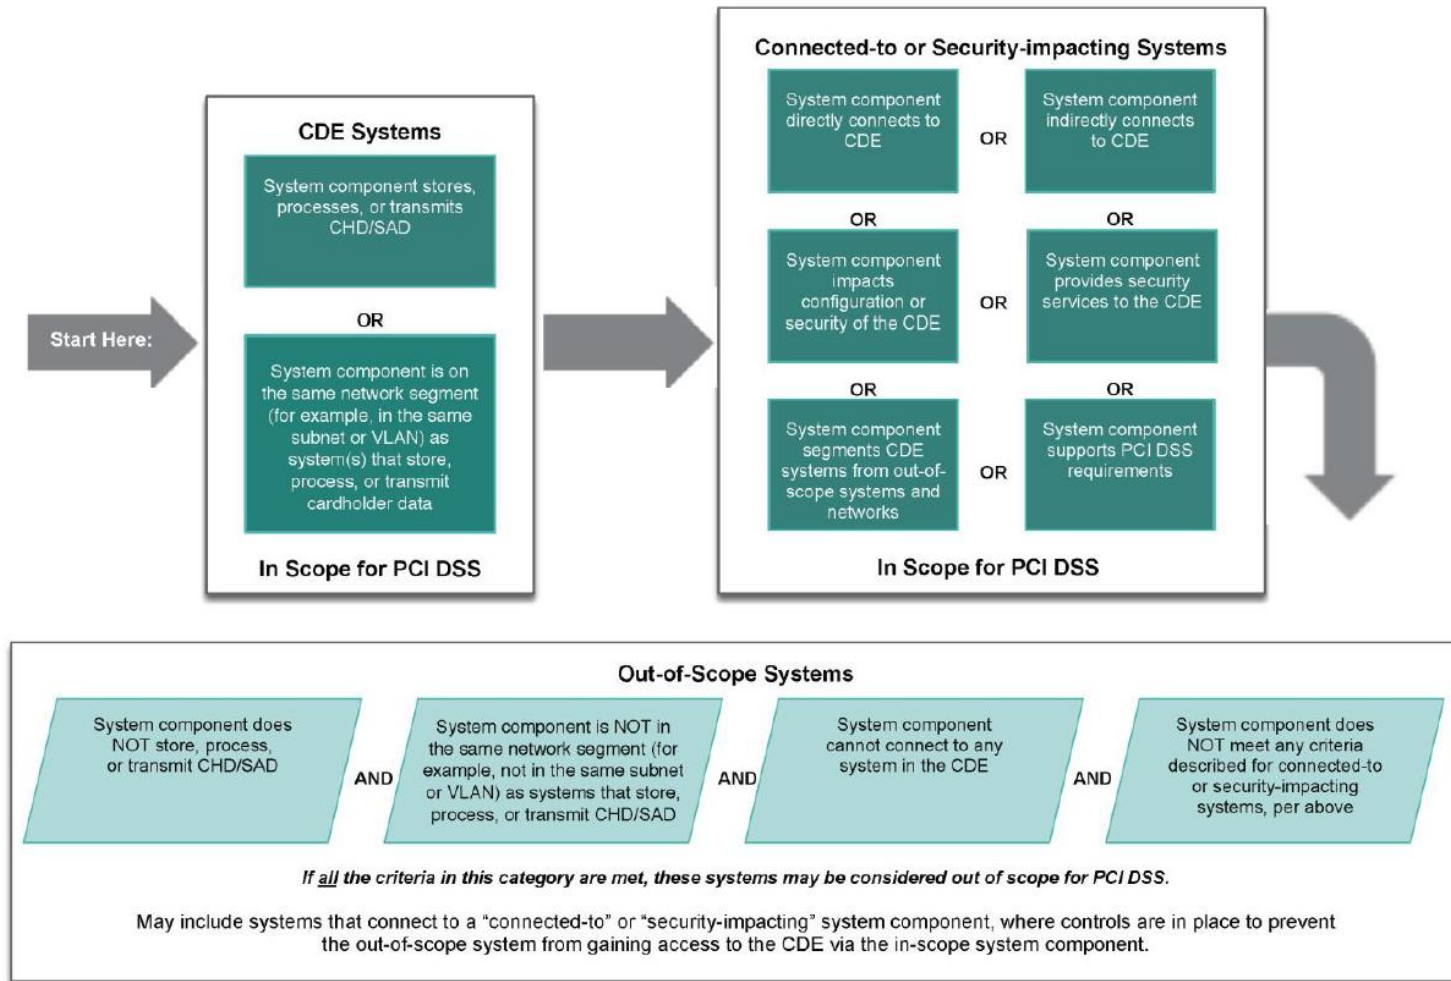 Start Here:
CDE Systems
System component stores,
processes, or transmits
CHD/SAD
OR
System component is on
the same network segment
(for example, in the same
subnet or VLAN) as
system(s) that store,
process, or transmit
cardholder data
In Scope for PCI DSS
Connected-to or Security-impacting Systems
System component
directly connects to
CDE
OR
System component
indirectly connects
to CDE
OR
OR
System component
impacts
configuration or
security of the CDE
OR
System component
provides security
services to the CDE
OR
OR
System component
segments CDE
systems from out-of-
scope systems and
networks
OR
System component
supports PCI DSS
requirements
In Scope for PCI DSS
Out-of-Scope Systems
System component does
NOT store, process,
or transmit CHD/SAD
AND
System component is NOT in
the same network segment (for
example, not in the same subnet
or VLAN) as systems that store,
process, or transmit CHD/SAD
AND
System component
cannot connect to any
system in the CDE
AND
System component does
NOT meet any criteria
described for connected-to
or security-impacting
systems, per above
If all the criteria in this category are met, these systems may be considered out of scope for PCI DSS.
May include systems that connect to a “connected-to” or “security-impacting” system component, where controls are in place to prevent
the out-of-scope system from gaining access to the CDE via the in-scope system component.